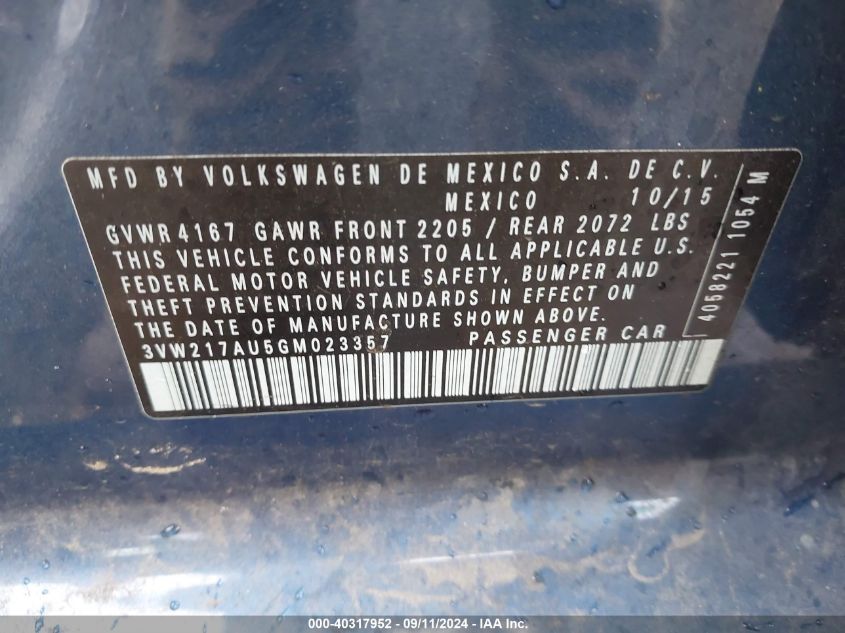 MFD BY VOLKSWAGEN DE MEXICO S.A. DE C.V.
MEXICO 10/15
GVWR 4167 GAWR FRONT 2205 / REAR 2072 LBS
THIS VEHICLE CONFORMS TO ALL APPLICABLE U.S.
FEDERAL MOTOR VEHICLE SAFETY, BUMPER AND
THEFT PREVENTION STANDARDS IN EFFECT ON
THE DATE OF MANUFACTURE SHOWN ABOVE.
3VW217AU5GM023357 PASSENGER CAR
4058221 1054 M
000-40317952 - 09/11/2024 - IAA Inc.